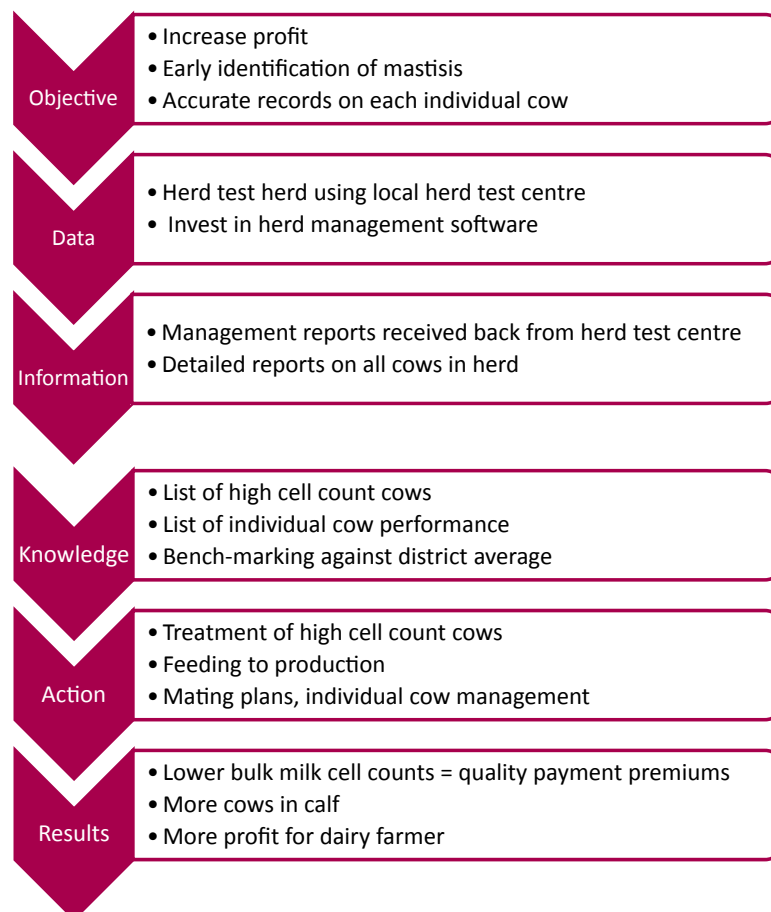 Objective
• Increase profit
• Early identification of mastisis
• Accurate records on each individual cow
Data
• Herd test herd using local herd test centre
• Invest in herd management software
Information
• Management reports received back from herd test centre
• Detailed reports on all cows in herd
Knowledge
• List of high cell count cows
• List of individual cow performance
• Bench-marking against district average
Action
• Treatment of high cell count cows
• Feeding to production
• Mating plans, individual cow management
Results
• Lower bulk milk cell counts = quality payment premiums
• More cows in calf
• More profit for dairy farmer